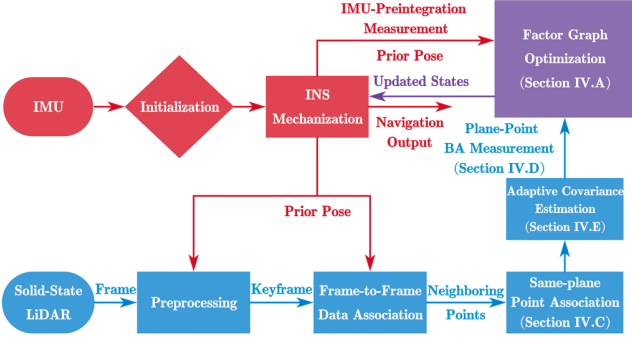 IMU-Preintegration
Measurement
Prior Pose
Factor Graph
Optimization
(Section IV.A)
Updated States
IMU
Initialization
INS
Mechanization
Navigation
Output
Plane-Point
BA Measurement
(Section IV.D)
Adaptive Covariance
Estimation
(Section IV.E)
Prior Pose
Solid-State
LiDAR
Frame
Preprocessing
Keyframe
Frame-to-Frame
Data Association
Neighboring
Points
Same-plane
Point Association
(Section IV.C)